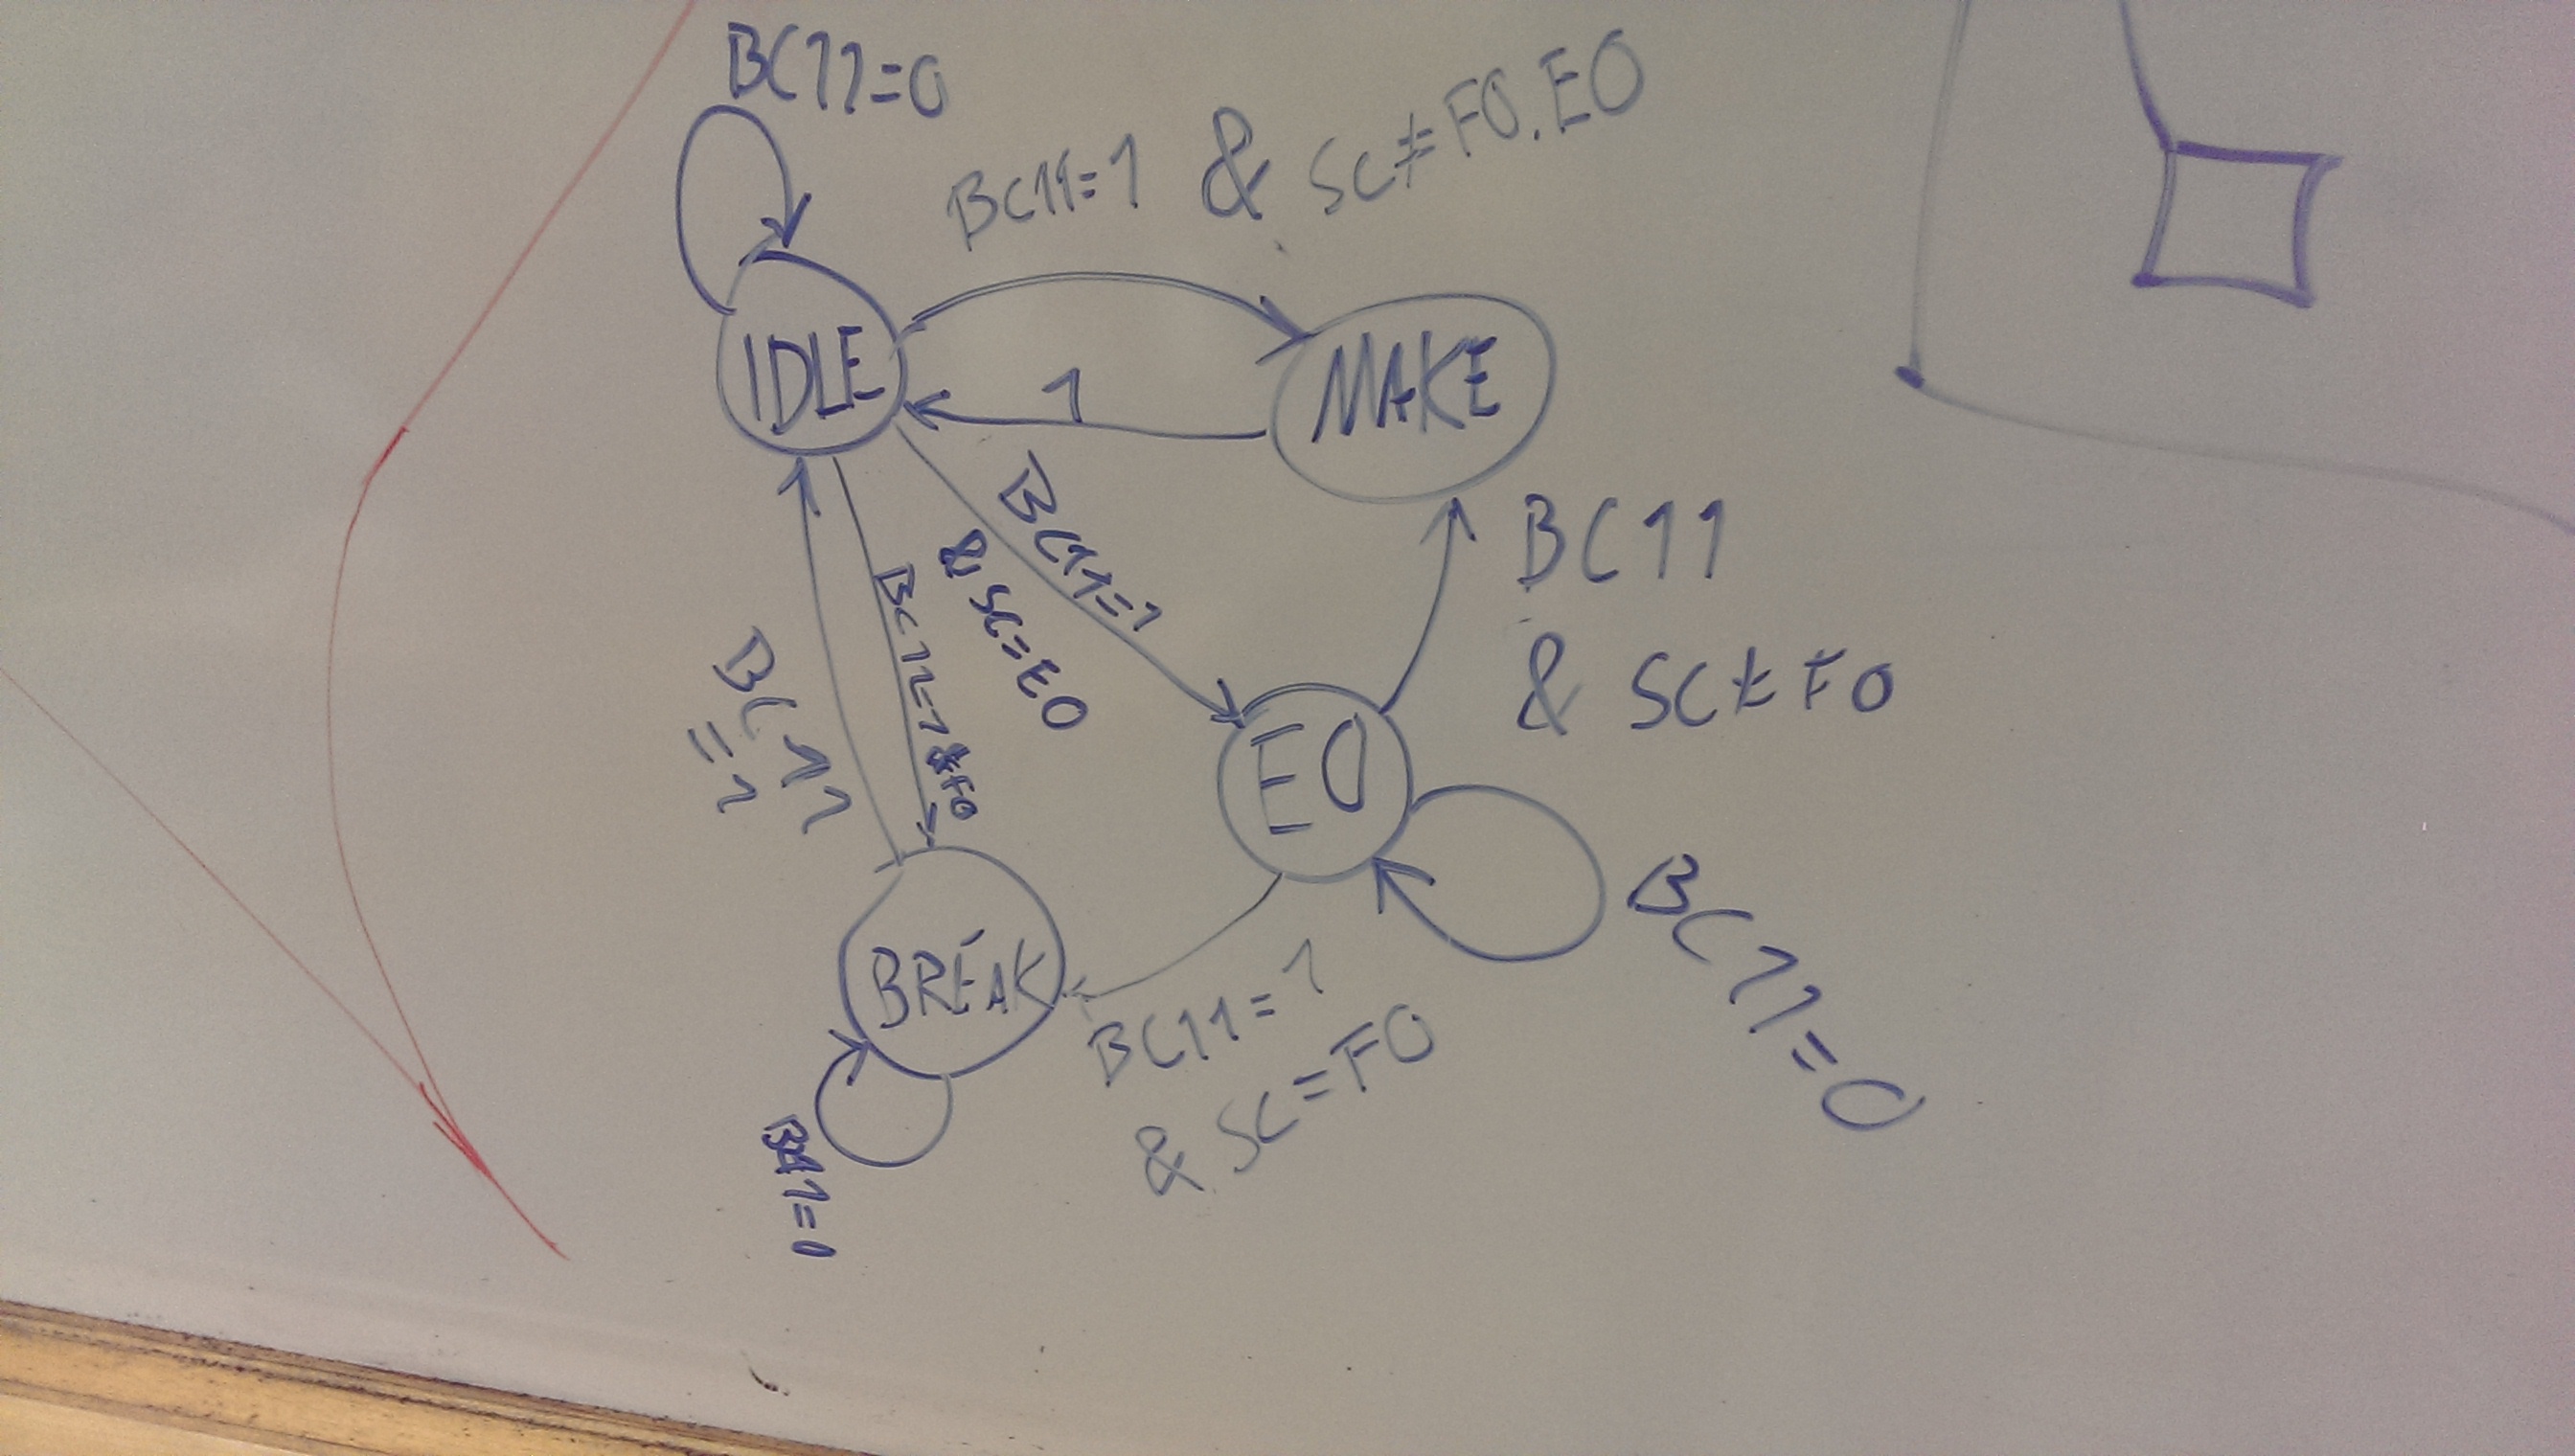 BC11=0
BC11=1 & SC≠F0.E0
IDLE
1
MAKE
BC11=1
& SC=E0
BC11=1&F0
BC11
=1
BC11
& SC≠F0
E0
BC11=0
BREAK
BC11=1
& SC=F0
BC11=0